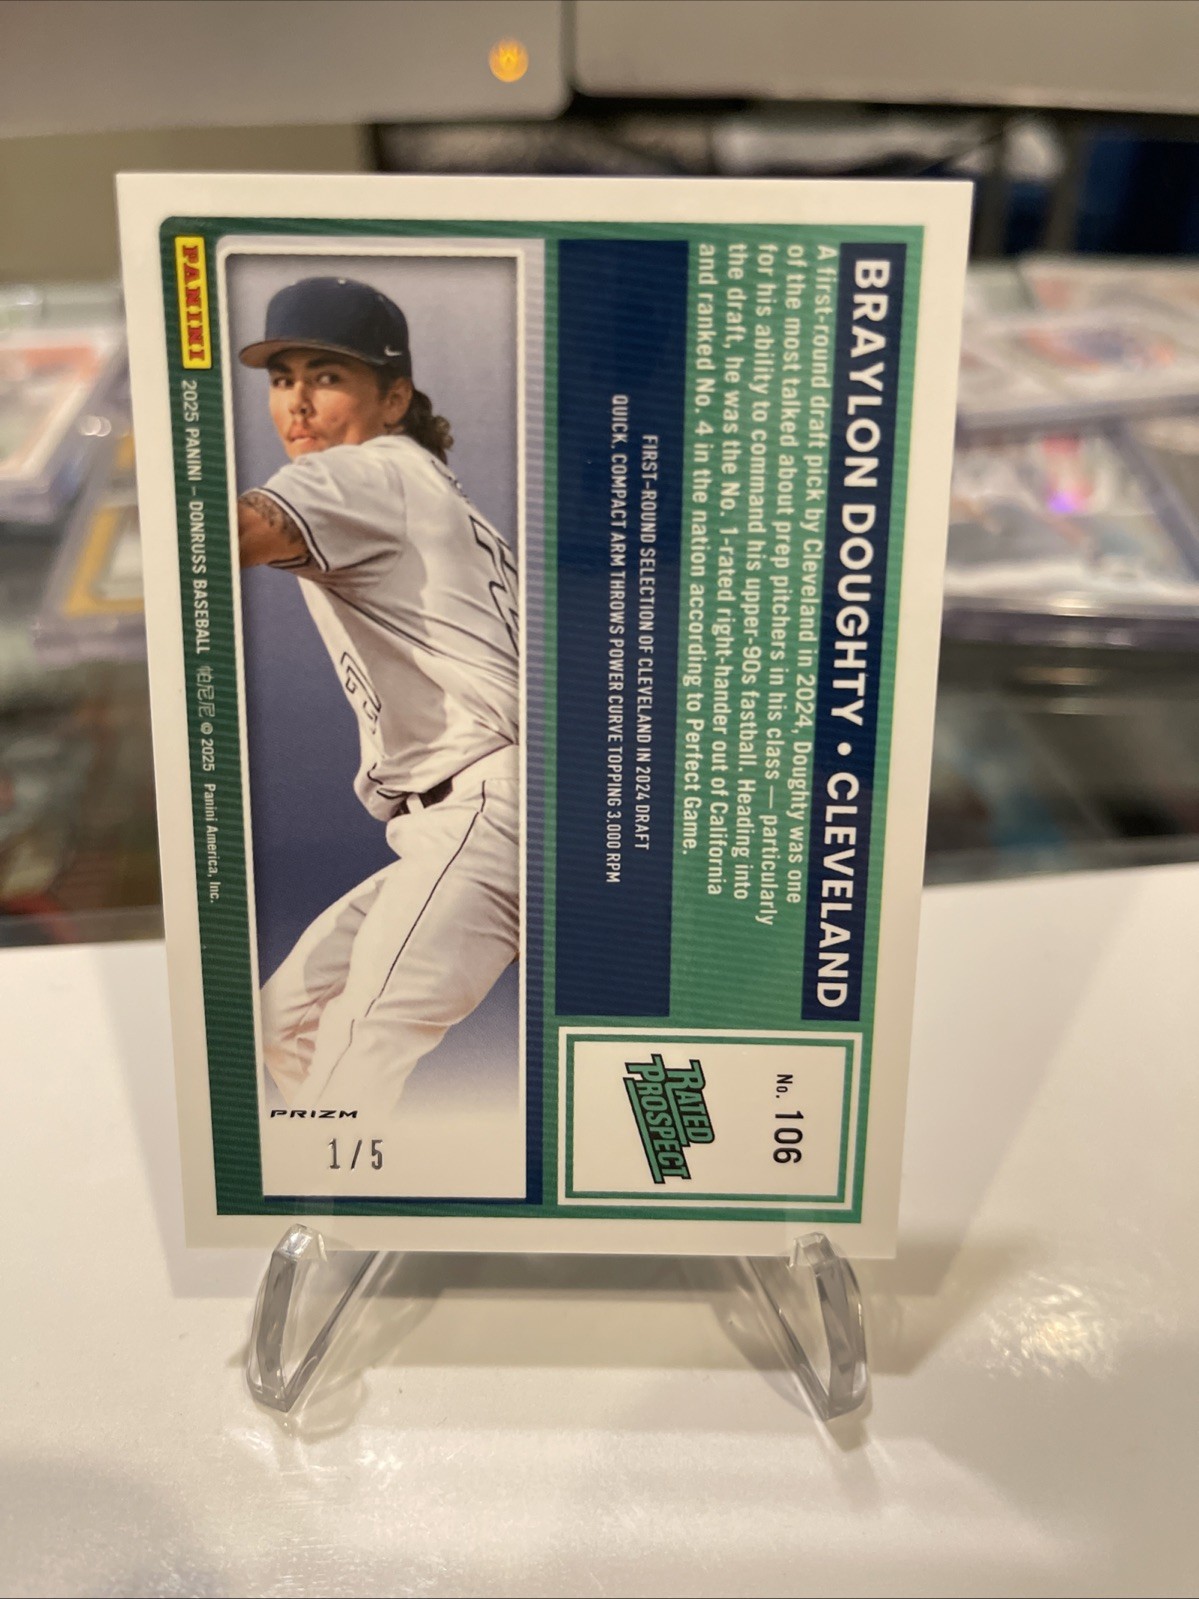 BRAYLON DOUGHTY • CLEVELAND
A first-round draft pick by Cleveland in 2024, Doughty was one
of the most talked about prep pitchers in his class — particularly
for his ability to command his upper-90s fastball. Heading into
the draft, he was the No. 1-rated right-hander out of California
and ranked No. 4 in the nation according to Perfect Game.
FIRST-ROUND SELECTION OF CLEVELAND IN 2024 DRAFT
QUICK, COMPACT ARM THROWS POWER CURVE TOPPING 3,000 RPM
No. 106
RATED
PROSPECT
PRIZM
1/5
PANINI
2025 PANINI – DONRUSS BASEBALL 帕尼尼 © 2025 Panini America, Inc.